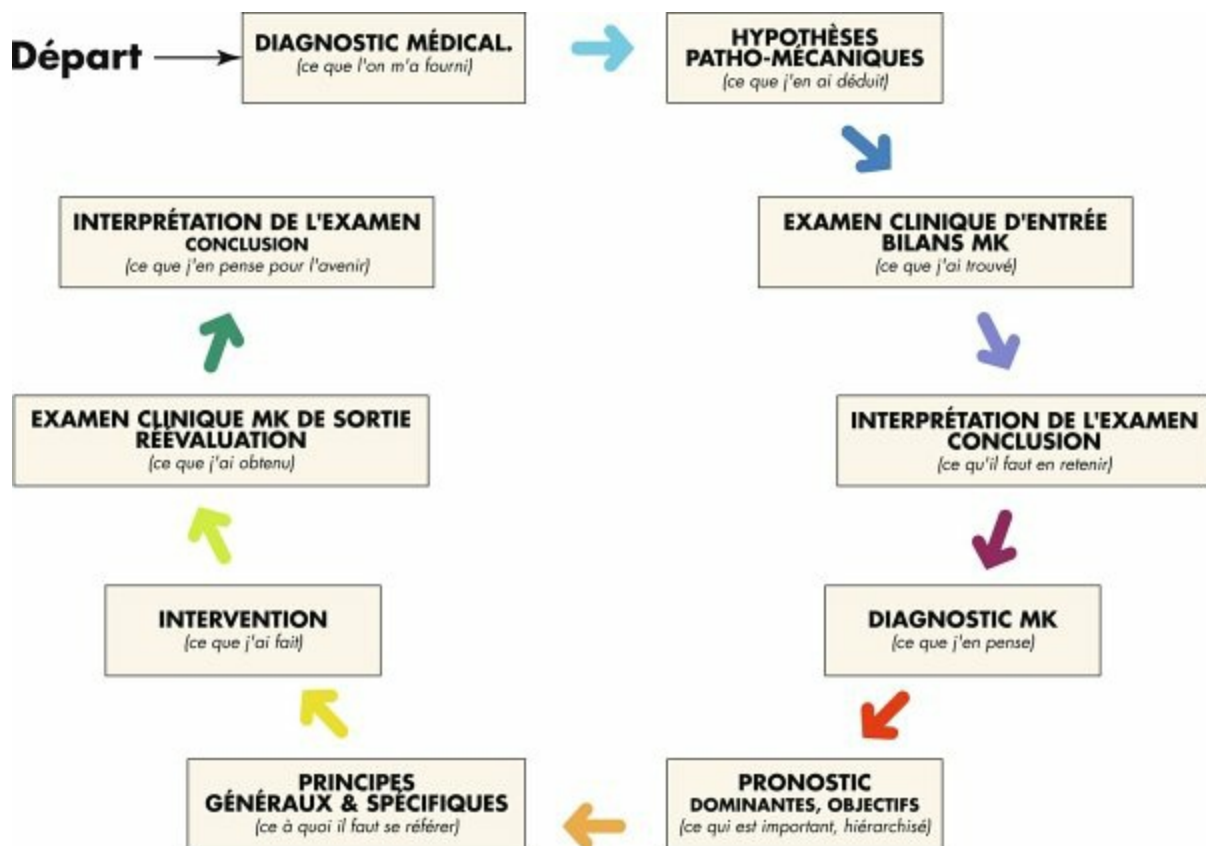 Départ
DIAGNOSTIC MÉDICAL.
(ce que l'on m'a fourni)
HYPOTHÈSES
PATHO-MÉCANIQUES
(ce que j'en ai déduit)
EXAMEN CLINIQUE D'ENTRÉE
BILANS MK
(ce que j'ai trouvé)
INTERPRÉTATION DE L'EXAMEN
CONCLUSION
(ce qu'il faut en retenir)
DIAGNOSTIC MK
(ce que j'en pense)
PRONOSTIC
DOMINANTES, OBJECTIFS
(ce qui est important, hiérarchisé)
PRINCIPES
GÉNÉRAUX & SPÉCIFIQUES
(ce à quoi il faut se référer)
INTERVENTION
(ce que j'ai fait)
EXAMEN CLINIQUE MK DE SORTIE
RÉÉVALUATION
(ce que j'ai obtenu)
INTERPRÉTATION DE L'EXAMEN
CONCLUSION
(ce que j'en pense pour l'avenir)